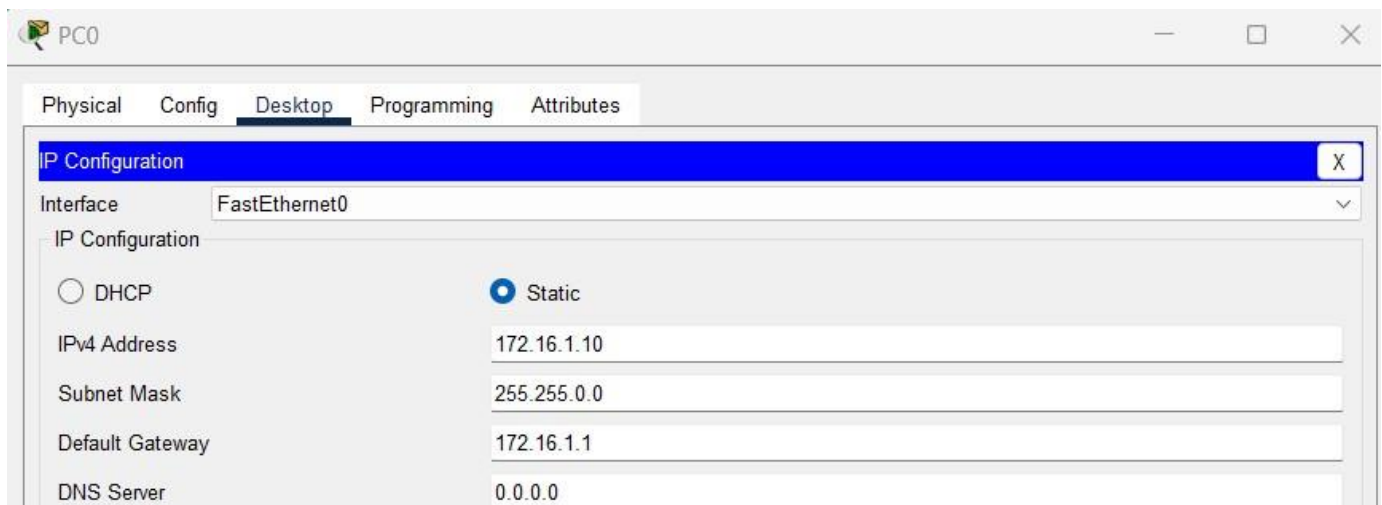 PC0
Physical Config Desktop Programming Attributes
IP Configuration X
Interface FastEthernet0
IP Configuration
DHCP Static
IPv4 Address 172.16.1.10
Subnet Mask 255.255.0.0
Default Gateway 172.16.1.1
DNS Server 0.0.0.0